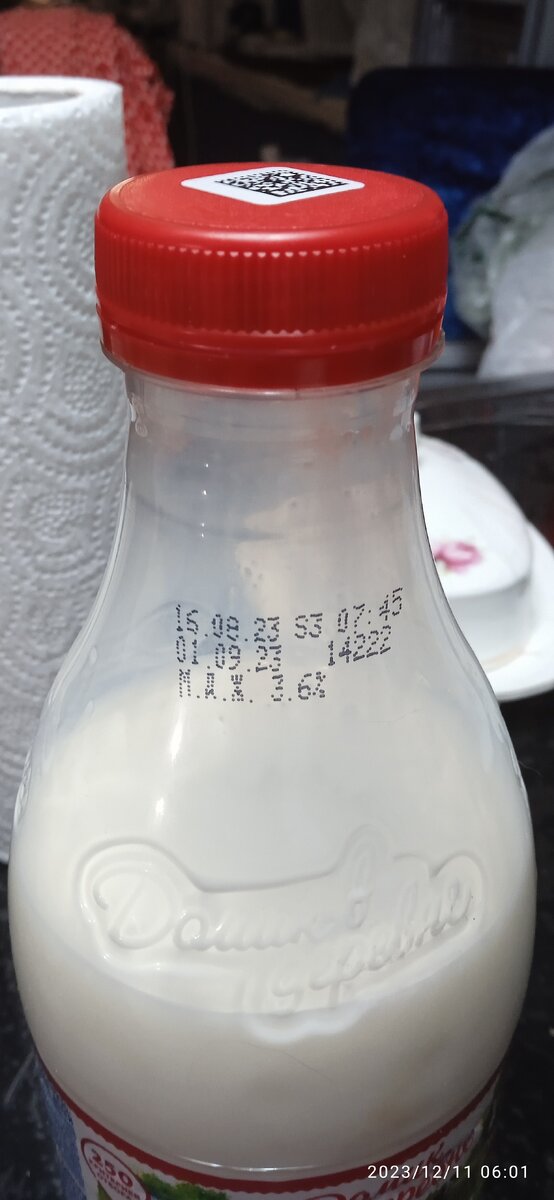 16.08.23 S3 07:45
01.09.23 14222
М.Д.Ж. 3.6%
Домик в
деревне
250
2023/12/11 06:01